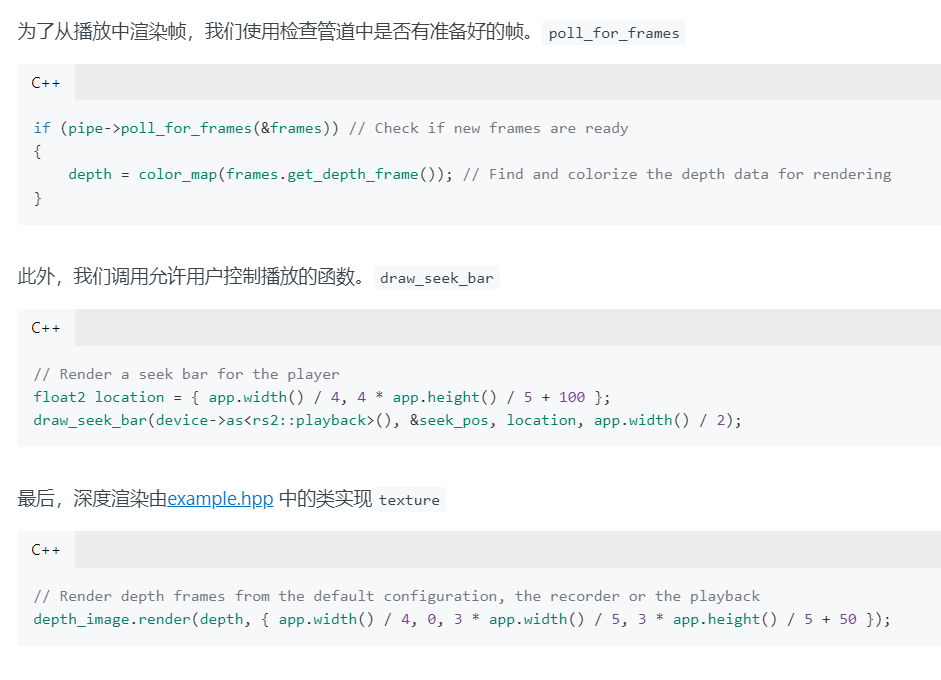 为了从播放中渲染帧，我们使用检查管道中是否有准备好的帧。 poll_for_frames
C++
if (pipe->poll_for_frames(&frames)) // Check if new frames are ready
{
    depth = color_map(frames.get_depth_frame()); // Find and colorize the depth data for rendering
}
此外，我们调用允许用户控制播放的函数。 draw_seek_bar
C++
// Render a seek bar for the player
float2 location = { app.width() / 4, 4 * app.height() / 5 + 100 };
draw_seek_bar(device->as<rs2::playback>(), &seek_pos, location, app.width() / 2);
最后，深度渲染由example.hpp 中的类实现 texture
C++
// Render depth frames from the default configuration, the recorder or the playback
depth_image.render(depth, { app.width() / 4, 0, 3 * app.width() / 5, 3 * app.height() / 5 + 50 });